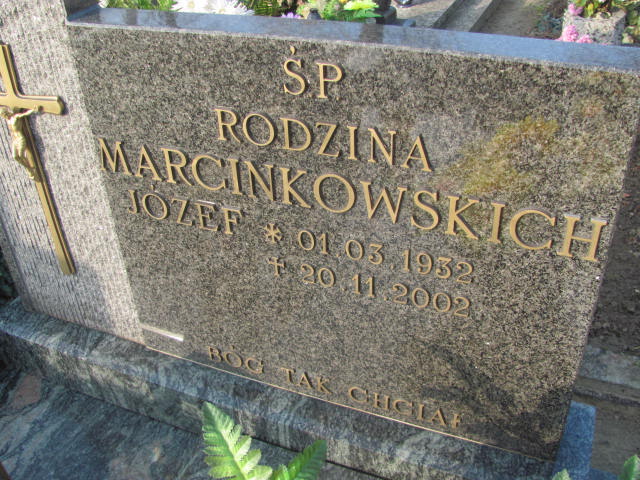 ŚP.
RODZINA
MARCINKOWSKICH
JÓZEF * 01.03.1932
✝ 20.11.2002
BÓG TAK CHCIAŁ